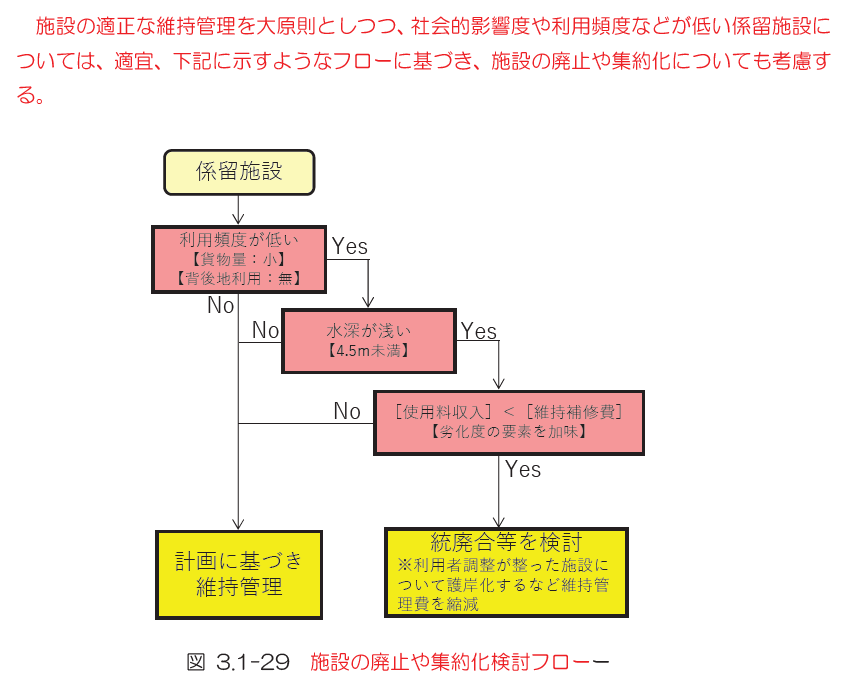 施設の適正な維持管理を大原則としつつ、社会的影響度や利用頻度などが低い係留施設に
ついては、適宜、下記に示すようなフローに基づき、施設の廃止や集約化についても考慮す
る。
係留施設
利用頻度が低い
【貨物量：小】
【背後地利用：無】
Yes
No
水深が浅い
【4.5m未満】
No
Yes
［使用料収入］＜［維持補修費］
【劣化度の要素を加味】
No
Yes
計画に基づき
維持管理
統廃合等を検討
※利用者調整が整った施設に
ついて護岸化するなど維持管
理費を縮減
図 3.1-29 施設の廃止や集約化検討フローー